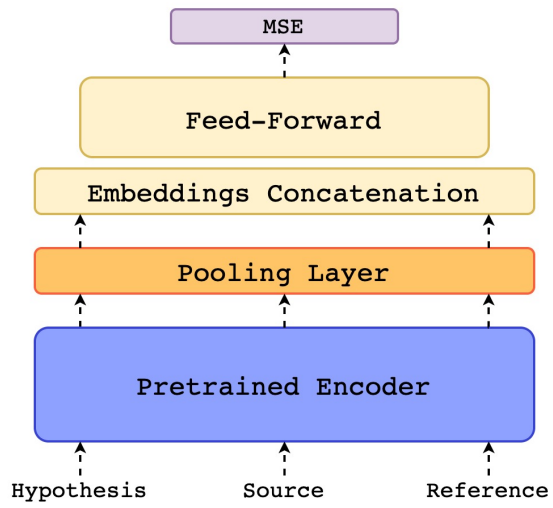 MSE
Feed-Forward
Embeddings Concatenation
Pooling Layer
Pretrained Encoder
Hypothesis Source Reference